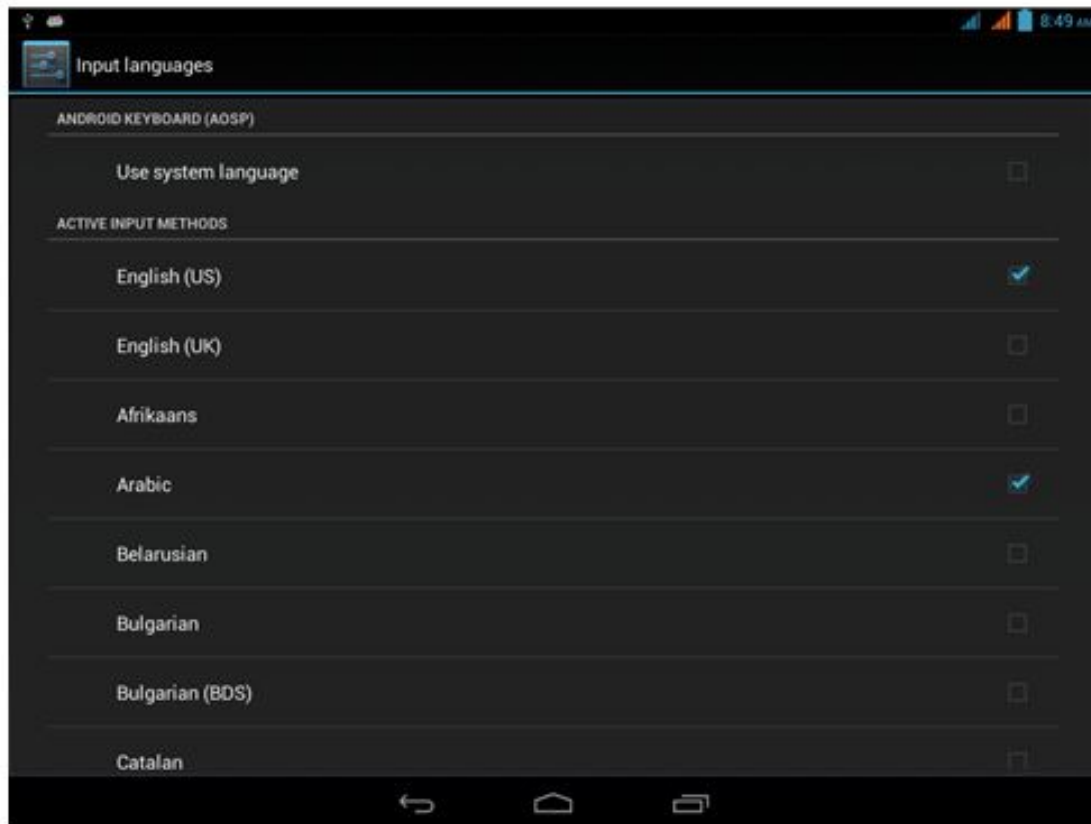 8:49 AM
Input languages
ANDROID KEYBOARD (AOSP)
Use system language
ACTIVE INPUT METHODS
English (US)
English (UK)
Afrikaans
Arabic
Belarusian
Bulgarian
Bulgarian (BDS)
Catalan